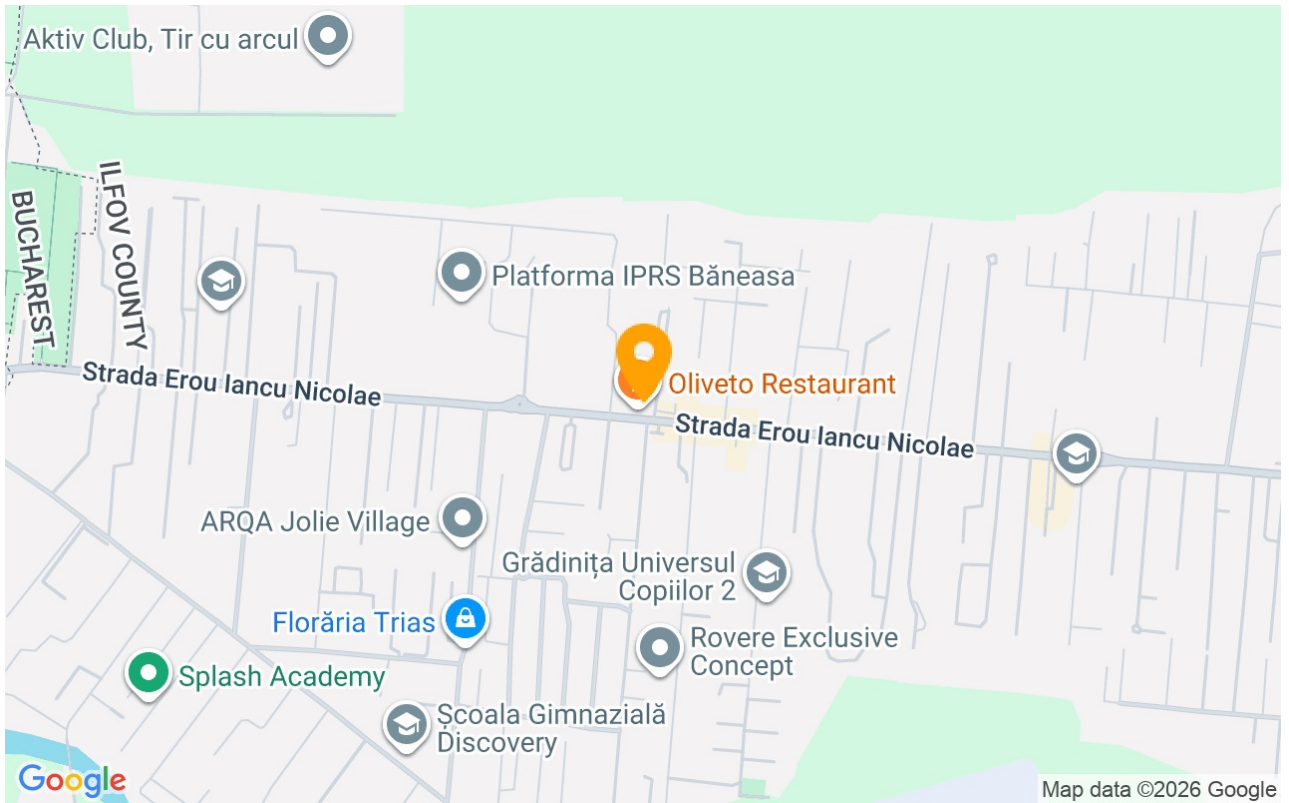 Aktiv Club, Tir cu arcul
BUCHAREST
ILFOV COUNTY
Platforma IPRS Băneasa
Strada Erou Iancu Nicolae
Oliveto Restaurant
Strada Erou Iancu Nicolae
ARQA Jolie Village
Grădinița Universul
Copiilor 2
Florăria Trias
Rovere Exclusive
Concept
Splash Academy
Școala Gimnazială
Discovery
Google
Map data ©2026 Google